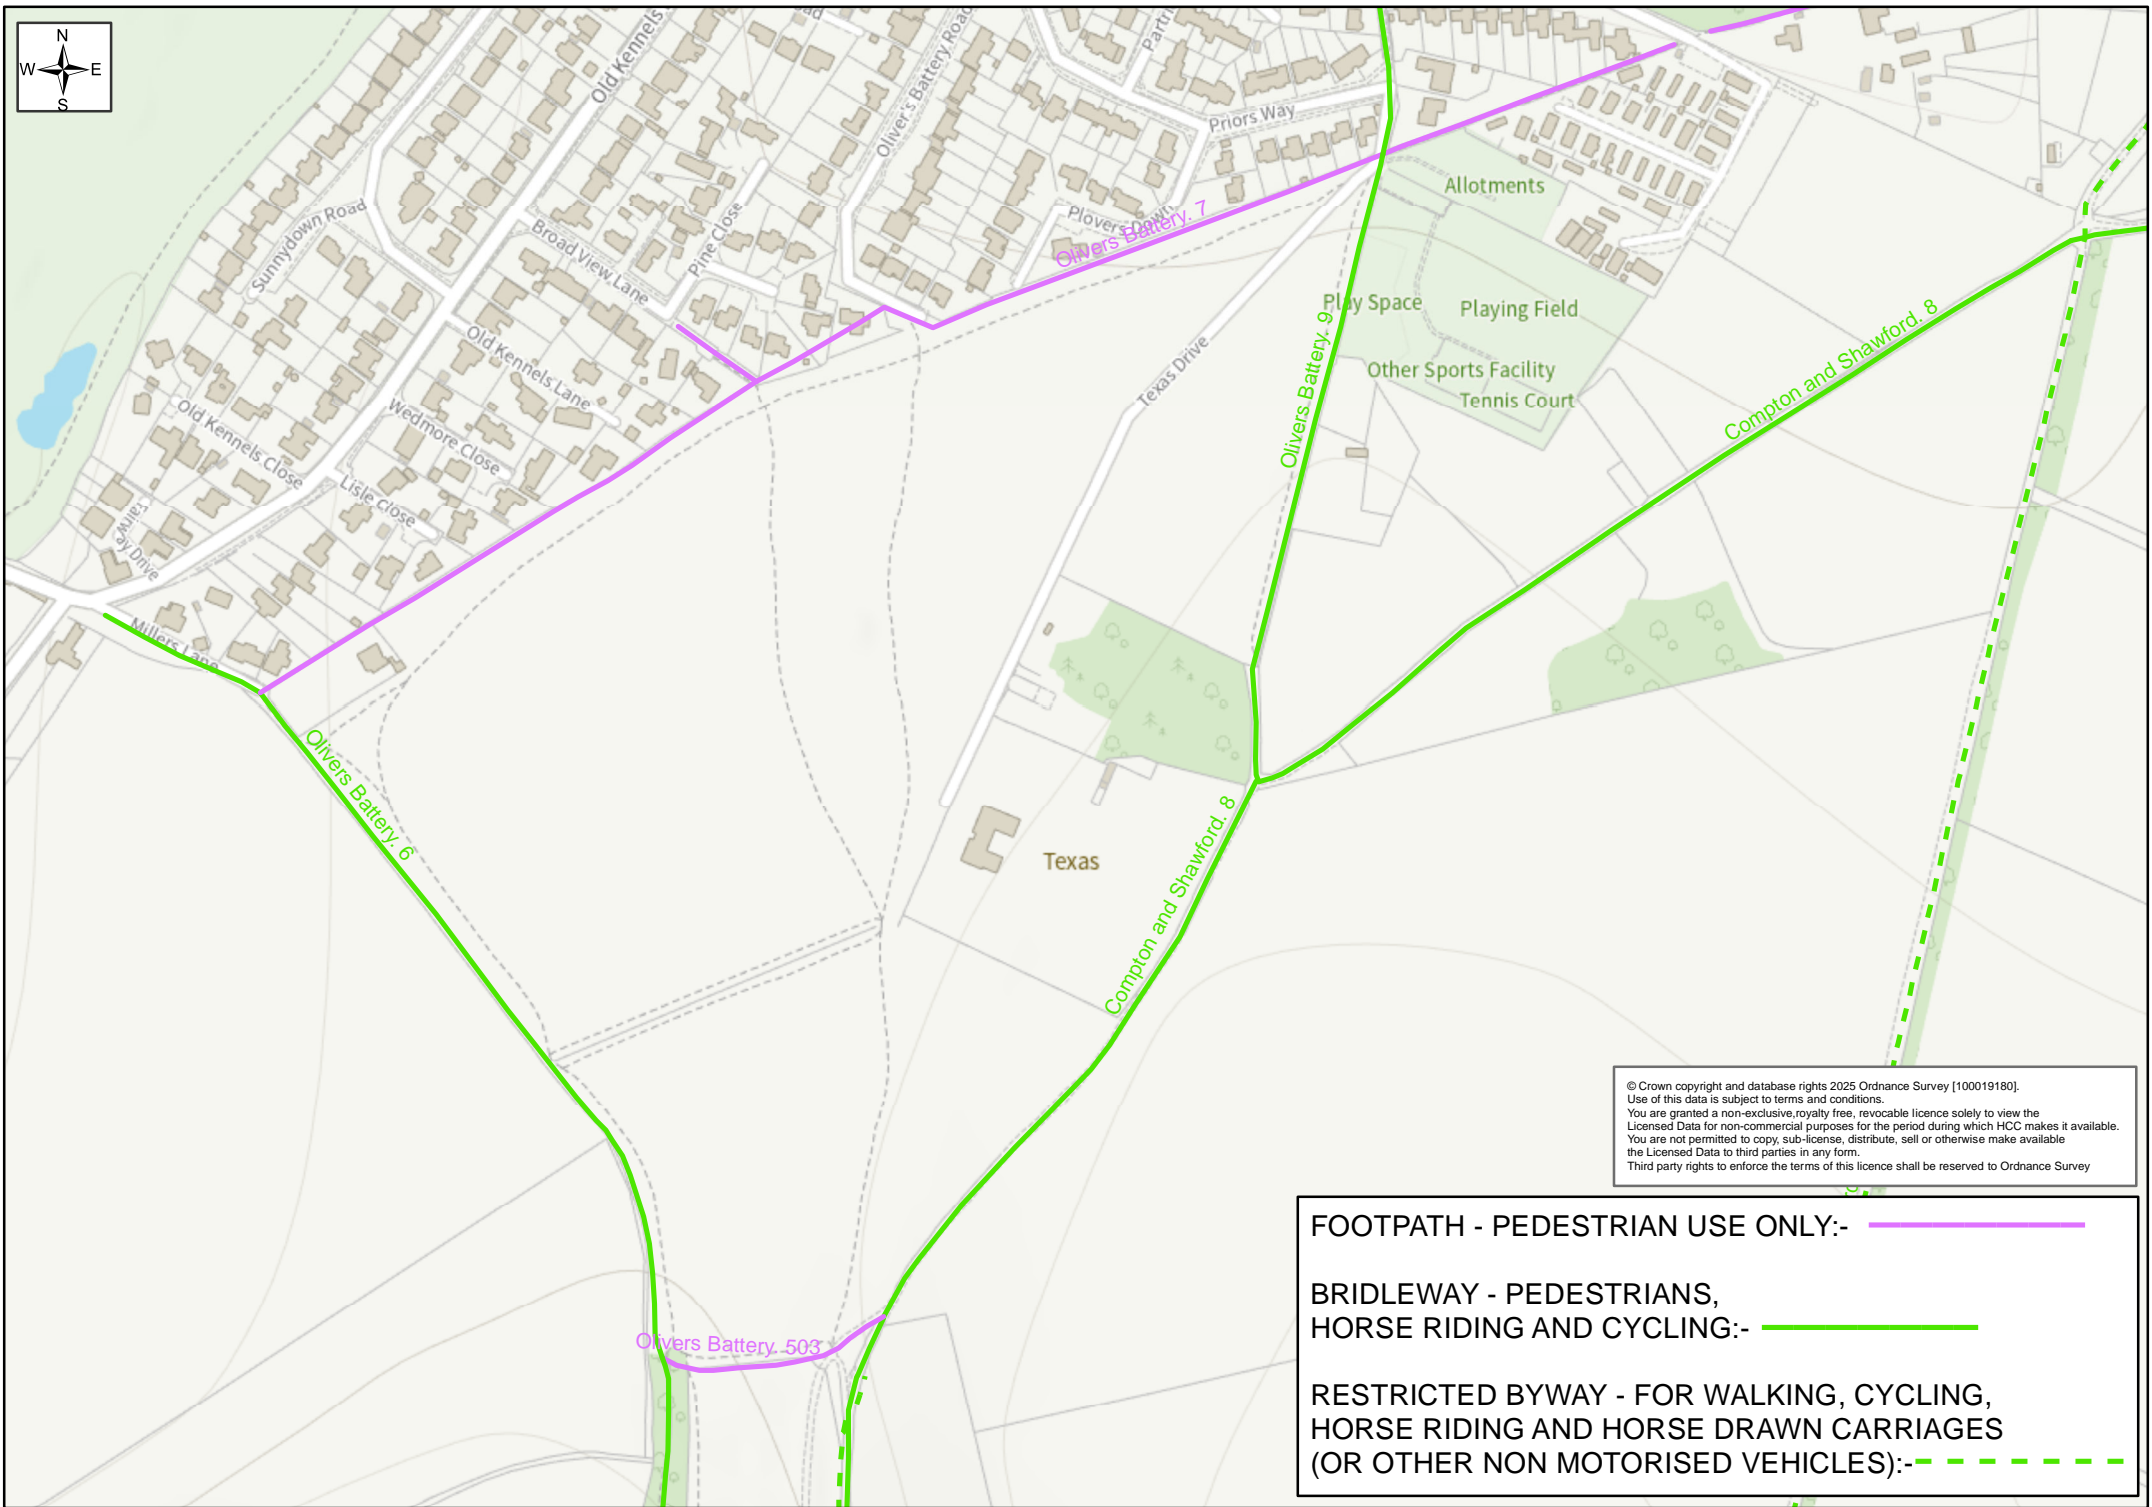 N
W E
S
Old Kennels
Oliver's Battery Road
Partri
Priors Way
Sunnydown Road
Broad View Lane
Pine Close
Plovers Down
Olivers Battery. 7
Allotments
Play Space
Playing Field
Other Sports Facility
Tennis Court
Olivers Battery. 9
Texas Drive
Compton and Shawford. 8
Old Kennels Lane
Wedmore Close
Old Kennels Close
Lisle Close
Fairway Drive
Millers Lane
Olivers Battery. 6
Texas
Compton and Shawford. 8
Olivers Battery. 503
© Crown copyright and database rights 2025 Ordnance Survey [100019180].
Use of this data is subject to terms and conditions.
You are granted a non-exclusive,royalty free, revocable licence solely to view the
Licensed Data for non-commercial purposes for the period during which HCC makes it available.
You are not permitted to copy, sub-license, distribute, sell or otherwise make available
the Licensed Data to third parties in any form.
Third party rights to enforce the terms of this licence shall be reserved to Ordnance Survey
FOOTPATH - PEDESTRIAN USE ONLY:-
BRIDLEWAY - PEDESTRIANS,
HORSE RIDING AND CYCLING:-
RESTRICTED BYWAY - FOR WALKING, CYCLING,
HORSE RIDING AND HORSE DRAWN CARRIAGES
(OR OTHER NON MOTORISED VEHICLES):-